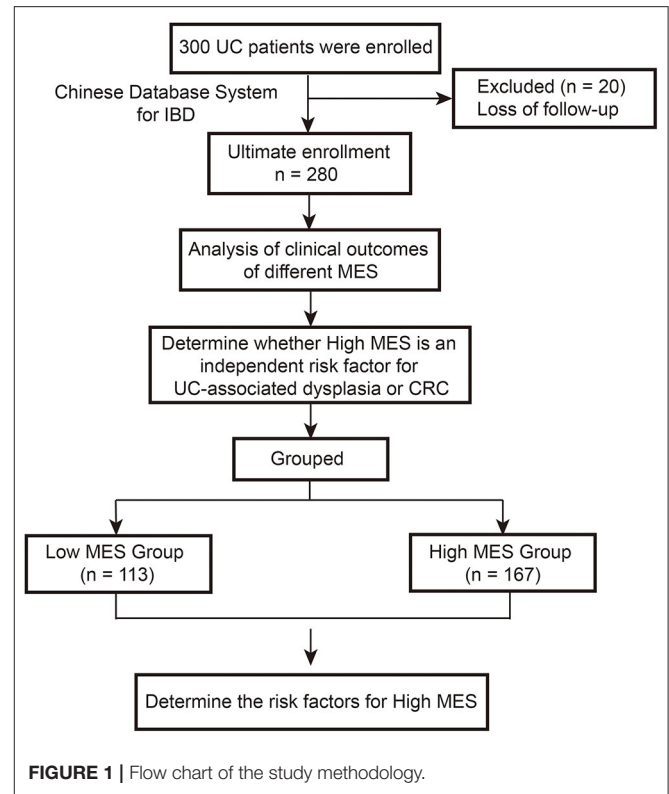 300 UC patients were enrolled
Chinese Database System
for IBD
Excluded (n = 20)
Loss of follow-up
Ultimate enrollment
n = 280
Analysis of clinical outcomes
of different MES
Determine whether High MES is an
independent risk factor for
UC-associated dysplasia or CRC
Grouped
Low MES Group
(n = 113)
High MES Group
(n = 167)
Determine the risk factors for High MES
FIGURE 1 | Flow chart of the study methodology.